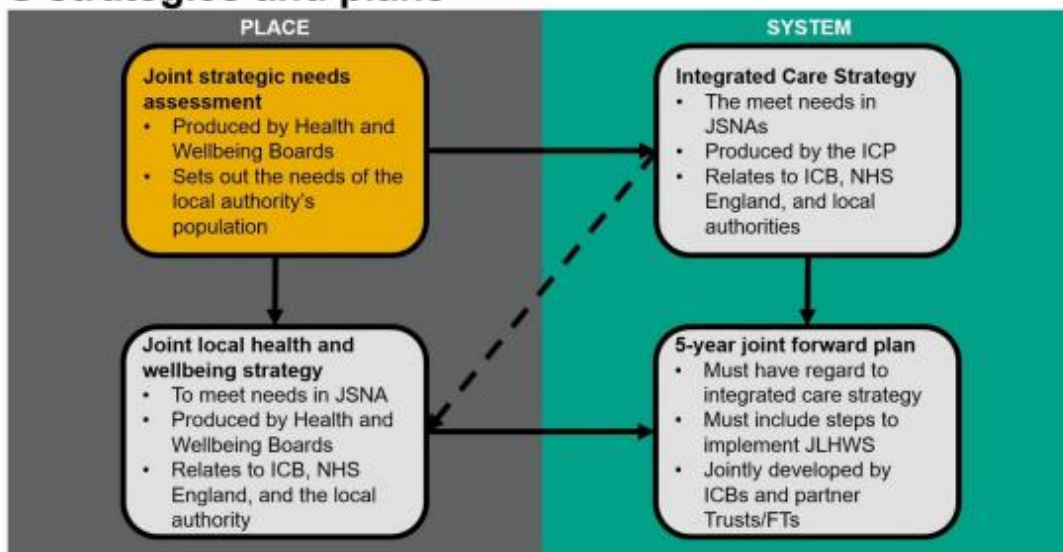 strategies and plans
PLACE
Joint strategic needs
assessment
• Produced by Health and
Wellbeing Boards
• Sets out the needs of the
local authority's
population
Joint local health and
wellbeing strategy
• To meet needs in JSNA
• Produced by Health and
Wellbeing Boards
• Relates to ICB, NHS
England, and the local
authority
SYSTEM
Integrated Care Strategy
• The meet needs in
JSNAs
• Produced by the ICP
• Relates to ICB, NHS
England, and local
authorities
5-year joint forward plan
• Must have regard to
integrated care strategy
• Must include steps to
implement JLHWS
• Jointly developed by
ICBs and partner
Trusts/FTs